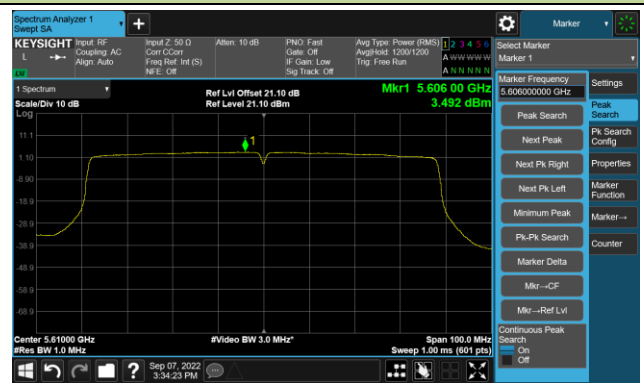 Spectrum Analyzer 1
Swept SA
Marker
KEYSIGHT
L
Input: RF
Coupling: AC
Align: Auto
Input Z: 50 Ω
Corr CCorr
Freq Ref: Int (S)
NFE: Off
Atten: 10 dB
PNO: Fast
Gate: Off
IF Gain: Low
Sig Track: Off
Avg Type: Power (RMS)
Avg|Hold: 1200/1200
Trig: Free Run
1 2 3 4 5 6
A W W W W W
A N N N N N
Select Marker
Marker 1
1 Spectrum
Scale/Div 10 dB
Log
Ref Lvl Offset 21.10 dB
Ref Level 21.10 dBm
Mkr1 5.606 00 GHz
3.492 dBm
1
11.1
1.10
-8.90
-18.9
-28.9
-38.9
-48.9
-58.9
-68.9
Center 5.61000 GHz
#Res BW 1.0 MHz
#Video BW 3.0 MHz*
Span 100.0 MHz
Sweep 1.00 ms (601 pts)
Marker Frequency
5.606000000 GHz
Peak Search
Next Peak
Next Pk Right
Next Pk Left
Minimum Peak
Pk-Pk Search
Marker Delta
Mkr→CF
Mkr→Ref Lvl
Continuous Peak
Search
On
Off
Settings
Peak
Search
Pk Search
Config
Properties
Marker
Function
Marker→
Counter
?
Sep 07, 2022
3:34:23 PM